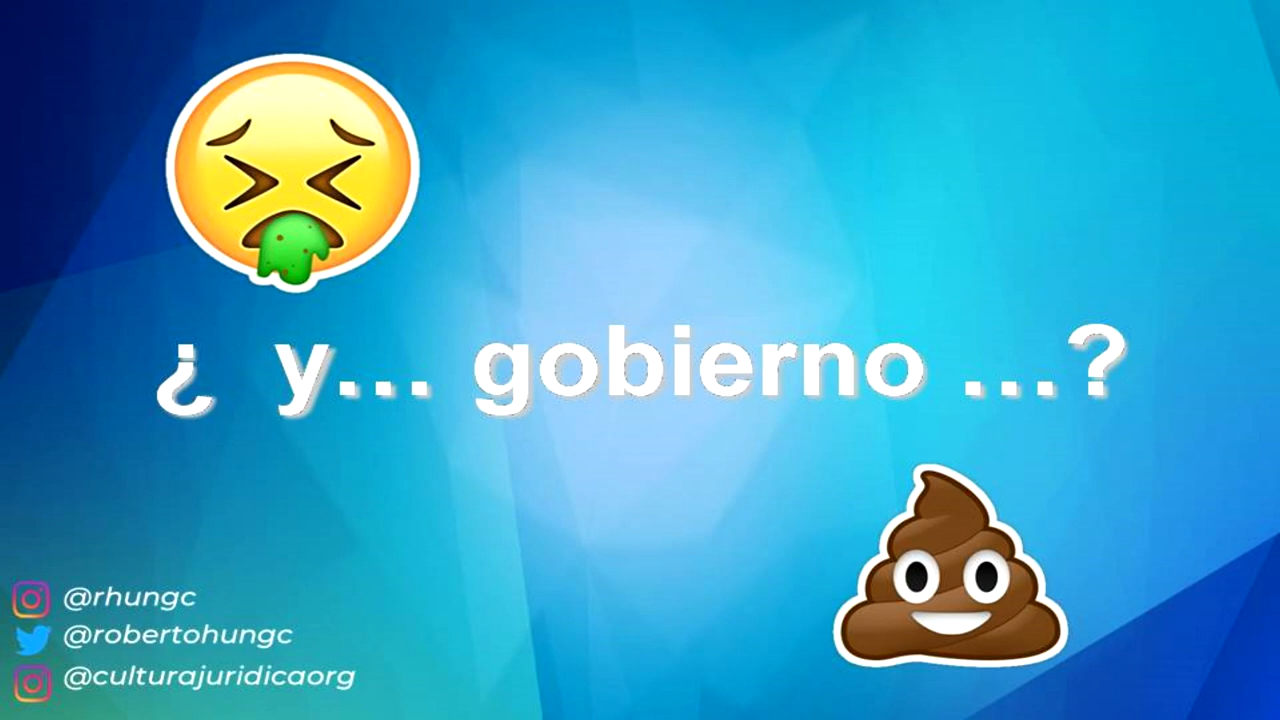 ¿ y... gobierno ...?
@rhungc
@robertohungc
@culturajuridicaorg